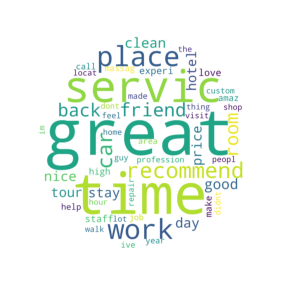 clean
the
call
massag
place
hotel
locat
experi
love
servic
custom
made
dont
thing
amaz
back
friend
shop
feel
visit
im
great
car
home
area
price
room
guy
profession
peopl
nice
high
recommend
tour
stay
good
time
help
hour
repair
make
didnt
staff
lot
job
work
day
walk
ive
year